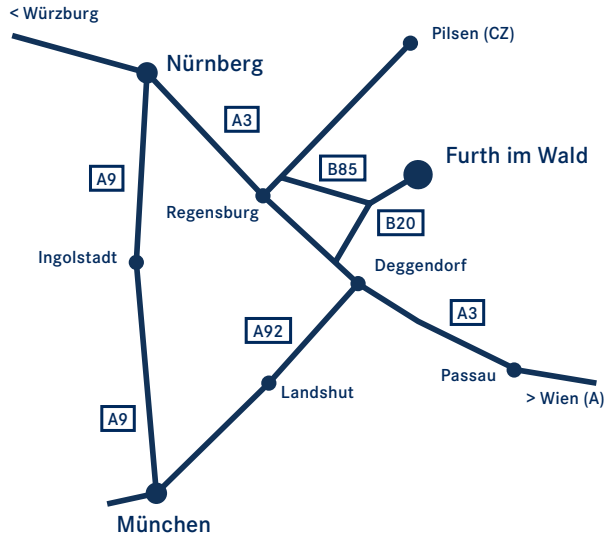 < Würzburg
Pilsen (CZ)
Nürnberg
A3
Furth im Wald
B85
A9
Regensburg
B20
Ingolstadt
Deggendorf
A3
A92
Passau
Landshut
> Wien (A)
A9
München